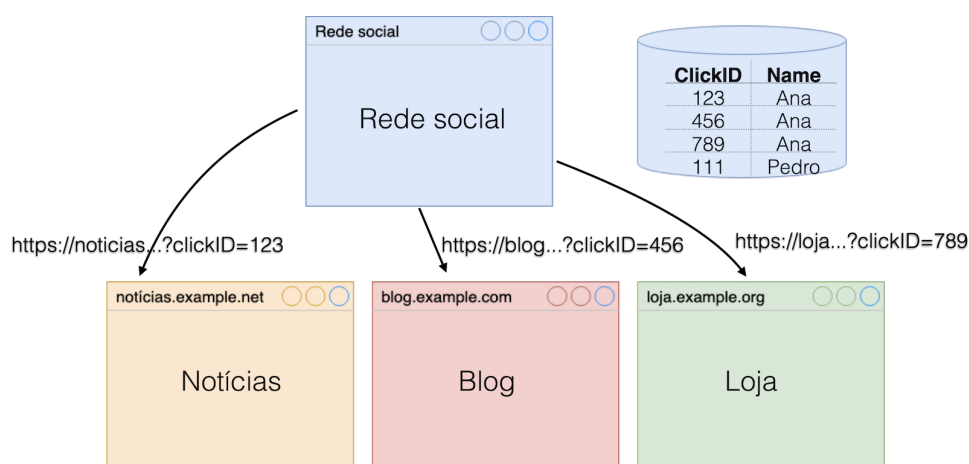 Rede social
Rede social
ClickID Name
123 Ana
456 Ana
789 Ana
111 Pedro
https://noticias...?clickID=123
https://blog...?clickID=456
https://loja...?clickID=789
notícias.example.net
Notícias
blog.example.com
Blog
loja.example.org
Loja